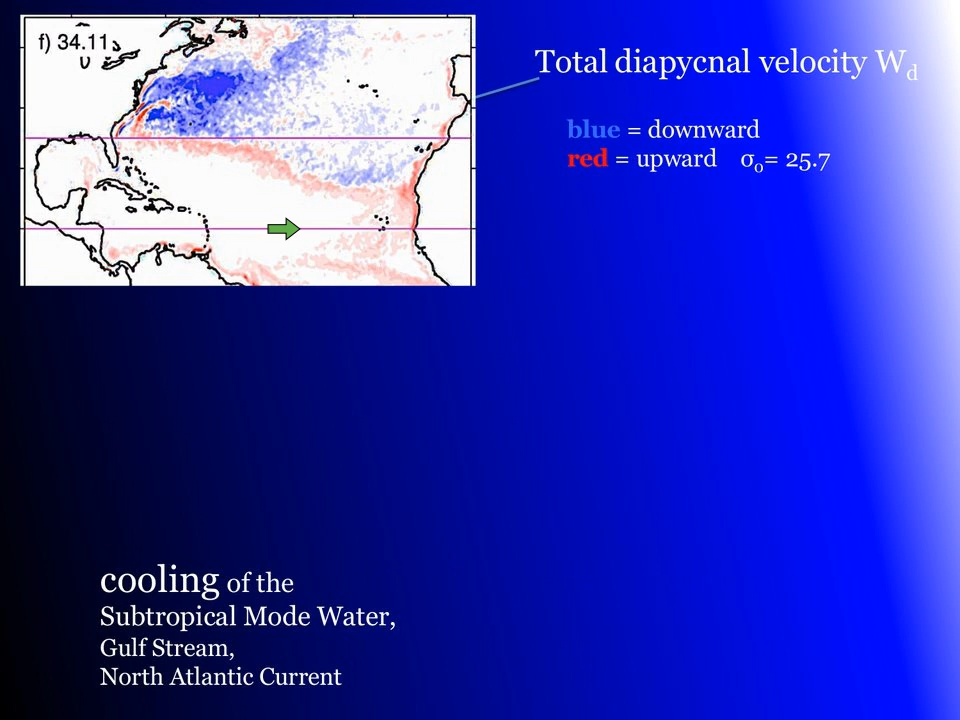 f) 34.11
Total diapycnal velocity Wd
blue = downward
red = upward σ0= 25.7
cooling of the
Subtropical Mode Water,
Gulf Stream,
North Atlantic Current